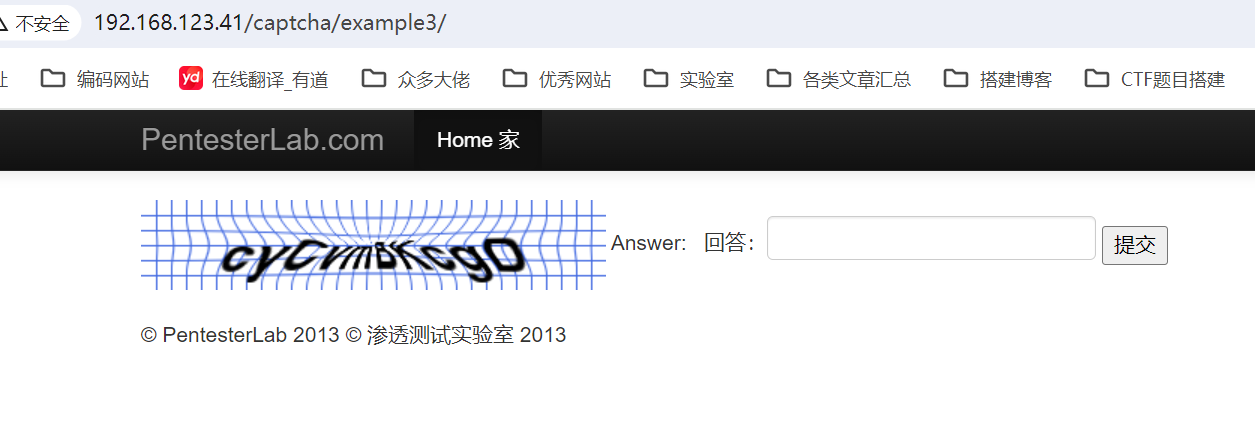 不安全 192.168.123.41/captcha/example3/
址 编码网站 yd 在线翻译_有道 众多大佬 优秀网站 实验室 各类文章汇总 搭建博客 CTF题目搭建
PentesterLab.com Home 家
Answer: 回答： 提交
© PentesterLab 2013 © 渗透测试实验室 2013